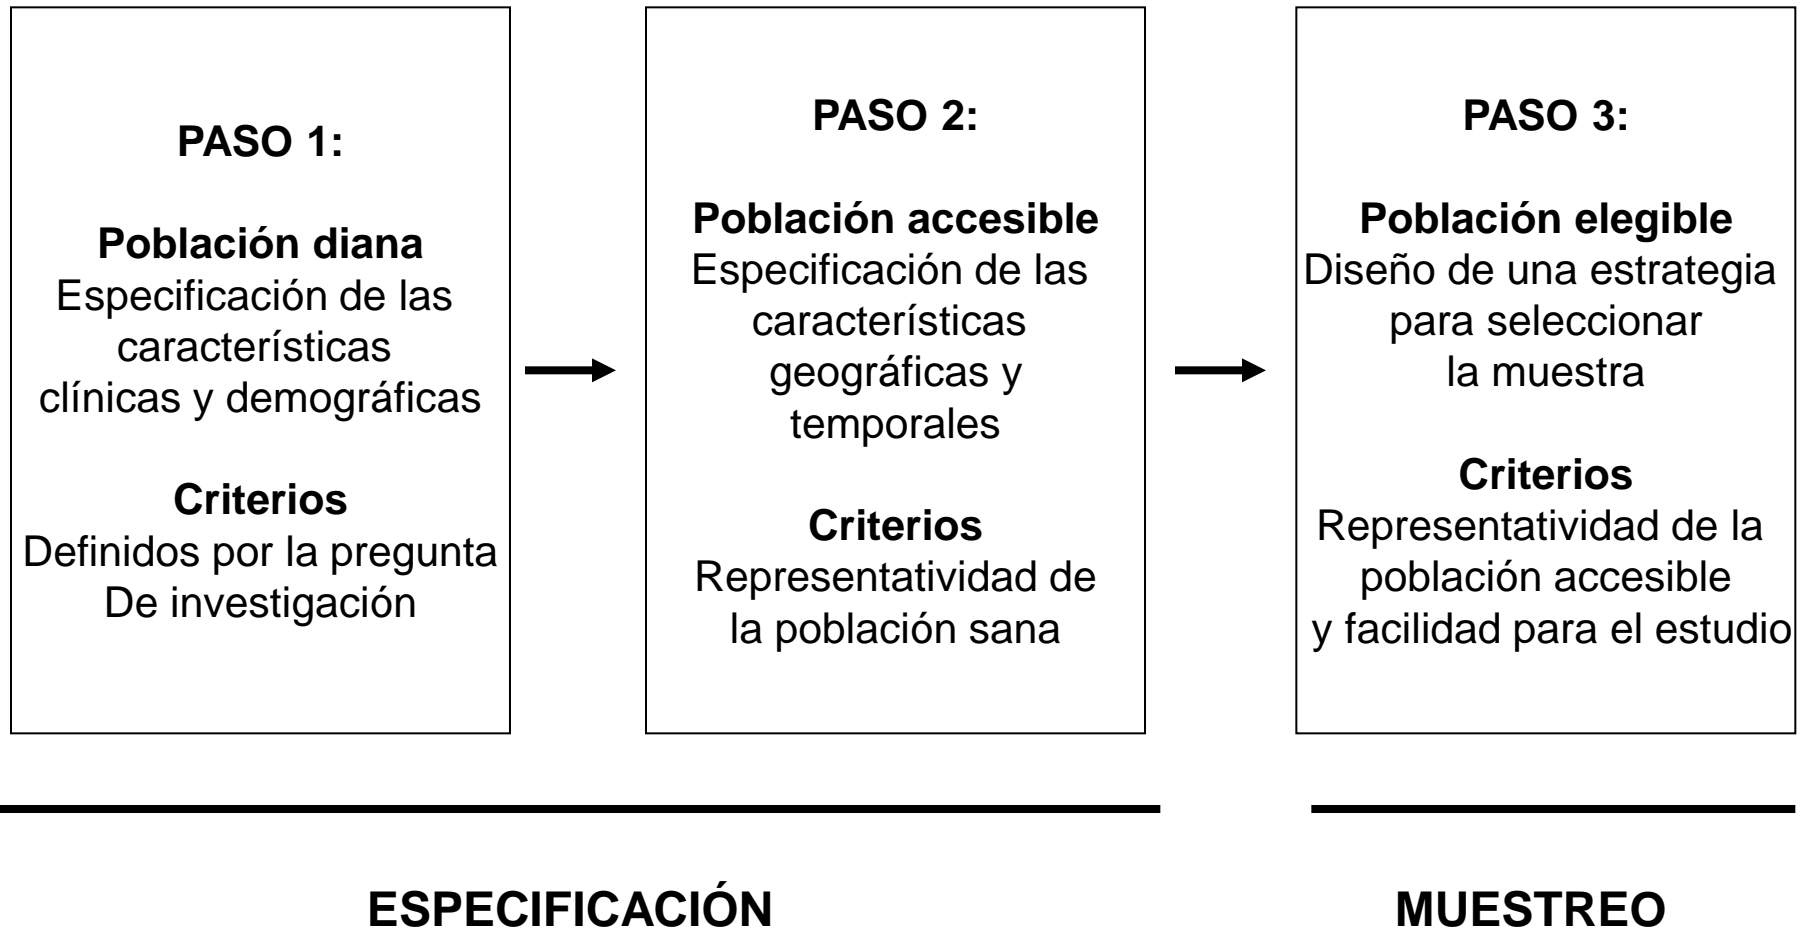 PASO 1:
Población diana
Especificación de las
características
clínicas y demográficas
Criterios
Definidos por la pregunta
De investigación
PASO 2:
Población accesible
Especificación de las
características
geográficas y
temporales
Criterios
Representatividad de
la población sana
PASO 3:
Población elegible
Diseño de una estrategia
para seleccionar
la muestra
Criterios
Representatividad de la
población accesible
y facilidad para el estudio
ESPECIFICACIÓN
MUESTREO